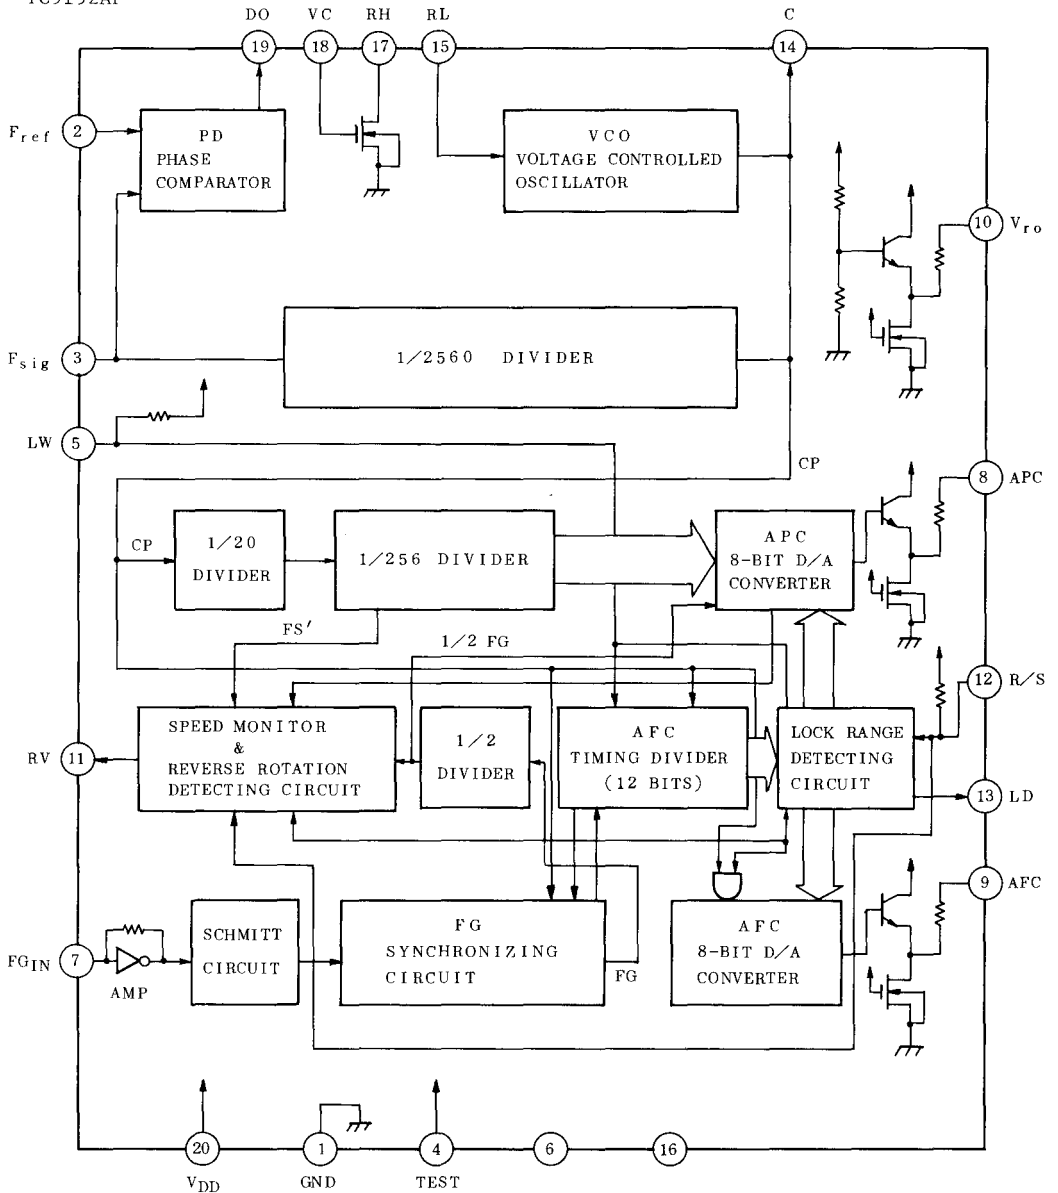 DO VC RH RL C
19 18 17 15 14
Fref 2
PD
PHASE
COMPARATOR
VCO
VOLTAGE CONTROLLED
OSCILLATOR
10 Vro
Fsig 3
1/2560 DIVIDER
LW 5
CP
8 APC
CP
1/20
DIVIDER
1/256 DIVIDER
APC
8-BIT D/A
CONVERTER
FS'
1/2 FG
12 R/S
RV 11
SPEED MONITOR
&
REVERSE ROTATION
DETECTING CIRCUIT
1/2
DIVIDER
AFC
TIMING DIVIDER
(12 BITS)
LOCK RANGE
DETECTING
CIRCUIT
13 LD
9 AFC
FGIN 7
AMP
SCHMITT
CIRCUIT
FG
SYNCHRONIZING
CIRCUIT
FG
AFC
8-BIT D/A
CONVERTER
20 1 4 6 16
VDD GND TEST